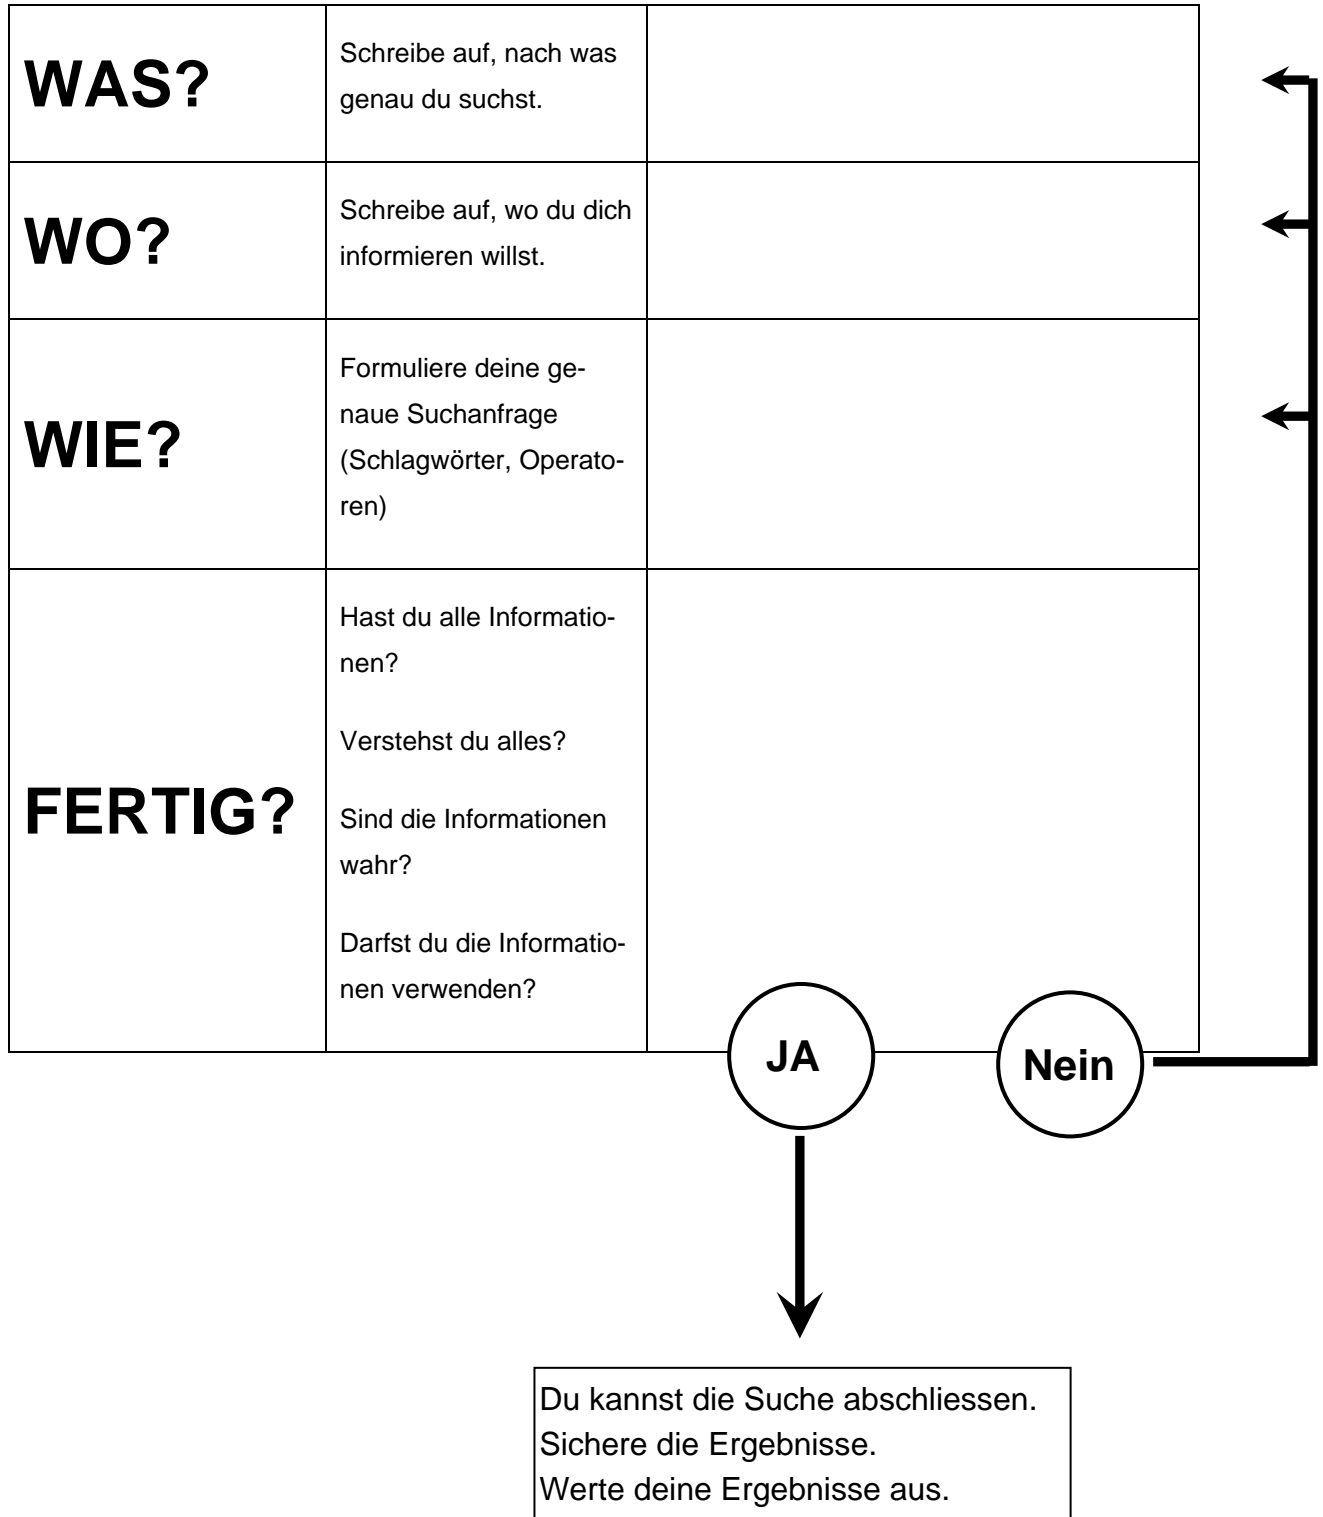 WAS?
Schreibe auf, nach was
genau du suchst.
WO?
Schreibe auf, wo du dich
informieren willst.
WIE?
Formuliere deine ge-
naue Suchanfrage
(Schlagwörter, Operato-
ren)
FERTIG?
Hast du alle Informatio-
nen?
Verstehst du alles?
Sind die Informationen
wahr?
Darfst du die Informatio-
nen verwenden?
JA
Nein
Du kannst die Suche abschliessen.
Sichere die Ergebnisse.
Werte deine Ergebnisse aus.